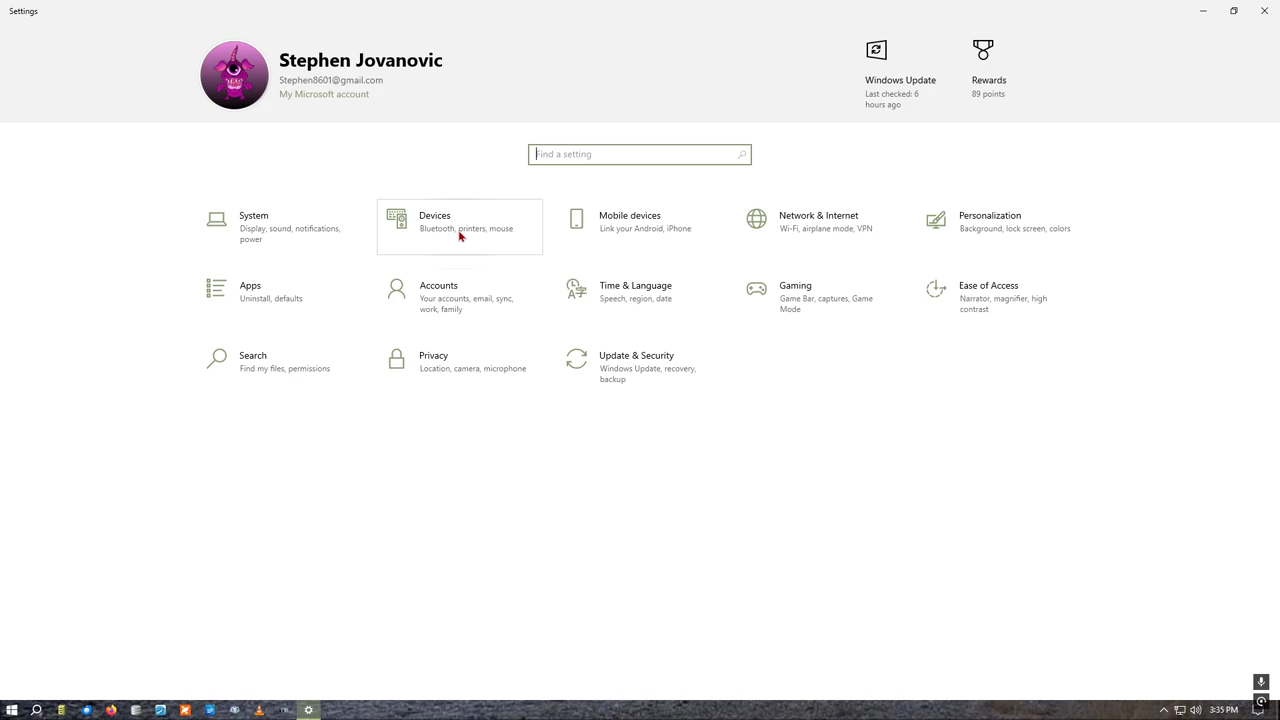 Settings
Stephen Jovanovic
Stephen8601@gmail.com
My Microsoft account
Windows Update
Last checked: 6
hours ago
Rewards
89 points
Find a setting
System
Display, sound, notifications,
power
Devices
Bluetooth, printers, mouse
Mobile devices
Link your Android, iPhone
Network & Internet
Wi-Fi, airplane mode, VPN
Personalization
Background, lock screen, colors
Apps
Uninstall, defaults
Accounts
Your accounts, email, sync,
work, family
Time & Language
Speech, region, date
Gaming
Game Bar, captures, Game
Mode
Ease of Access
Narrator, magnifier, high
contrast
Search
Find my files, permissions
Privacy
Location, camera, microphone
Update & Security
Windows Update, recovery,
backup
3:35 PM